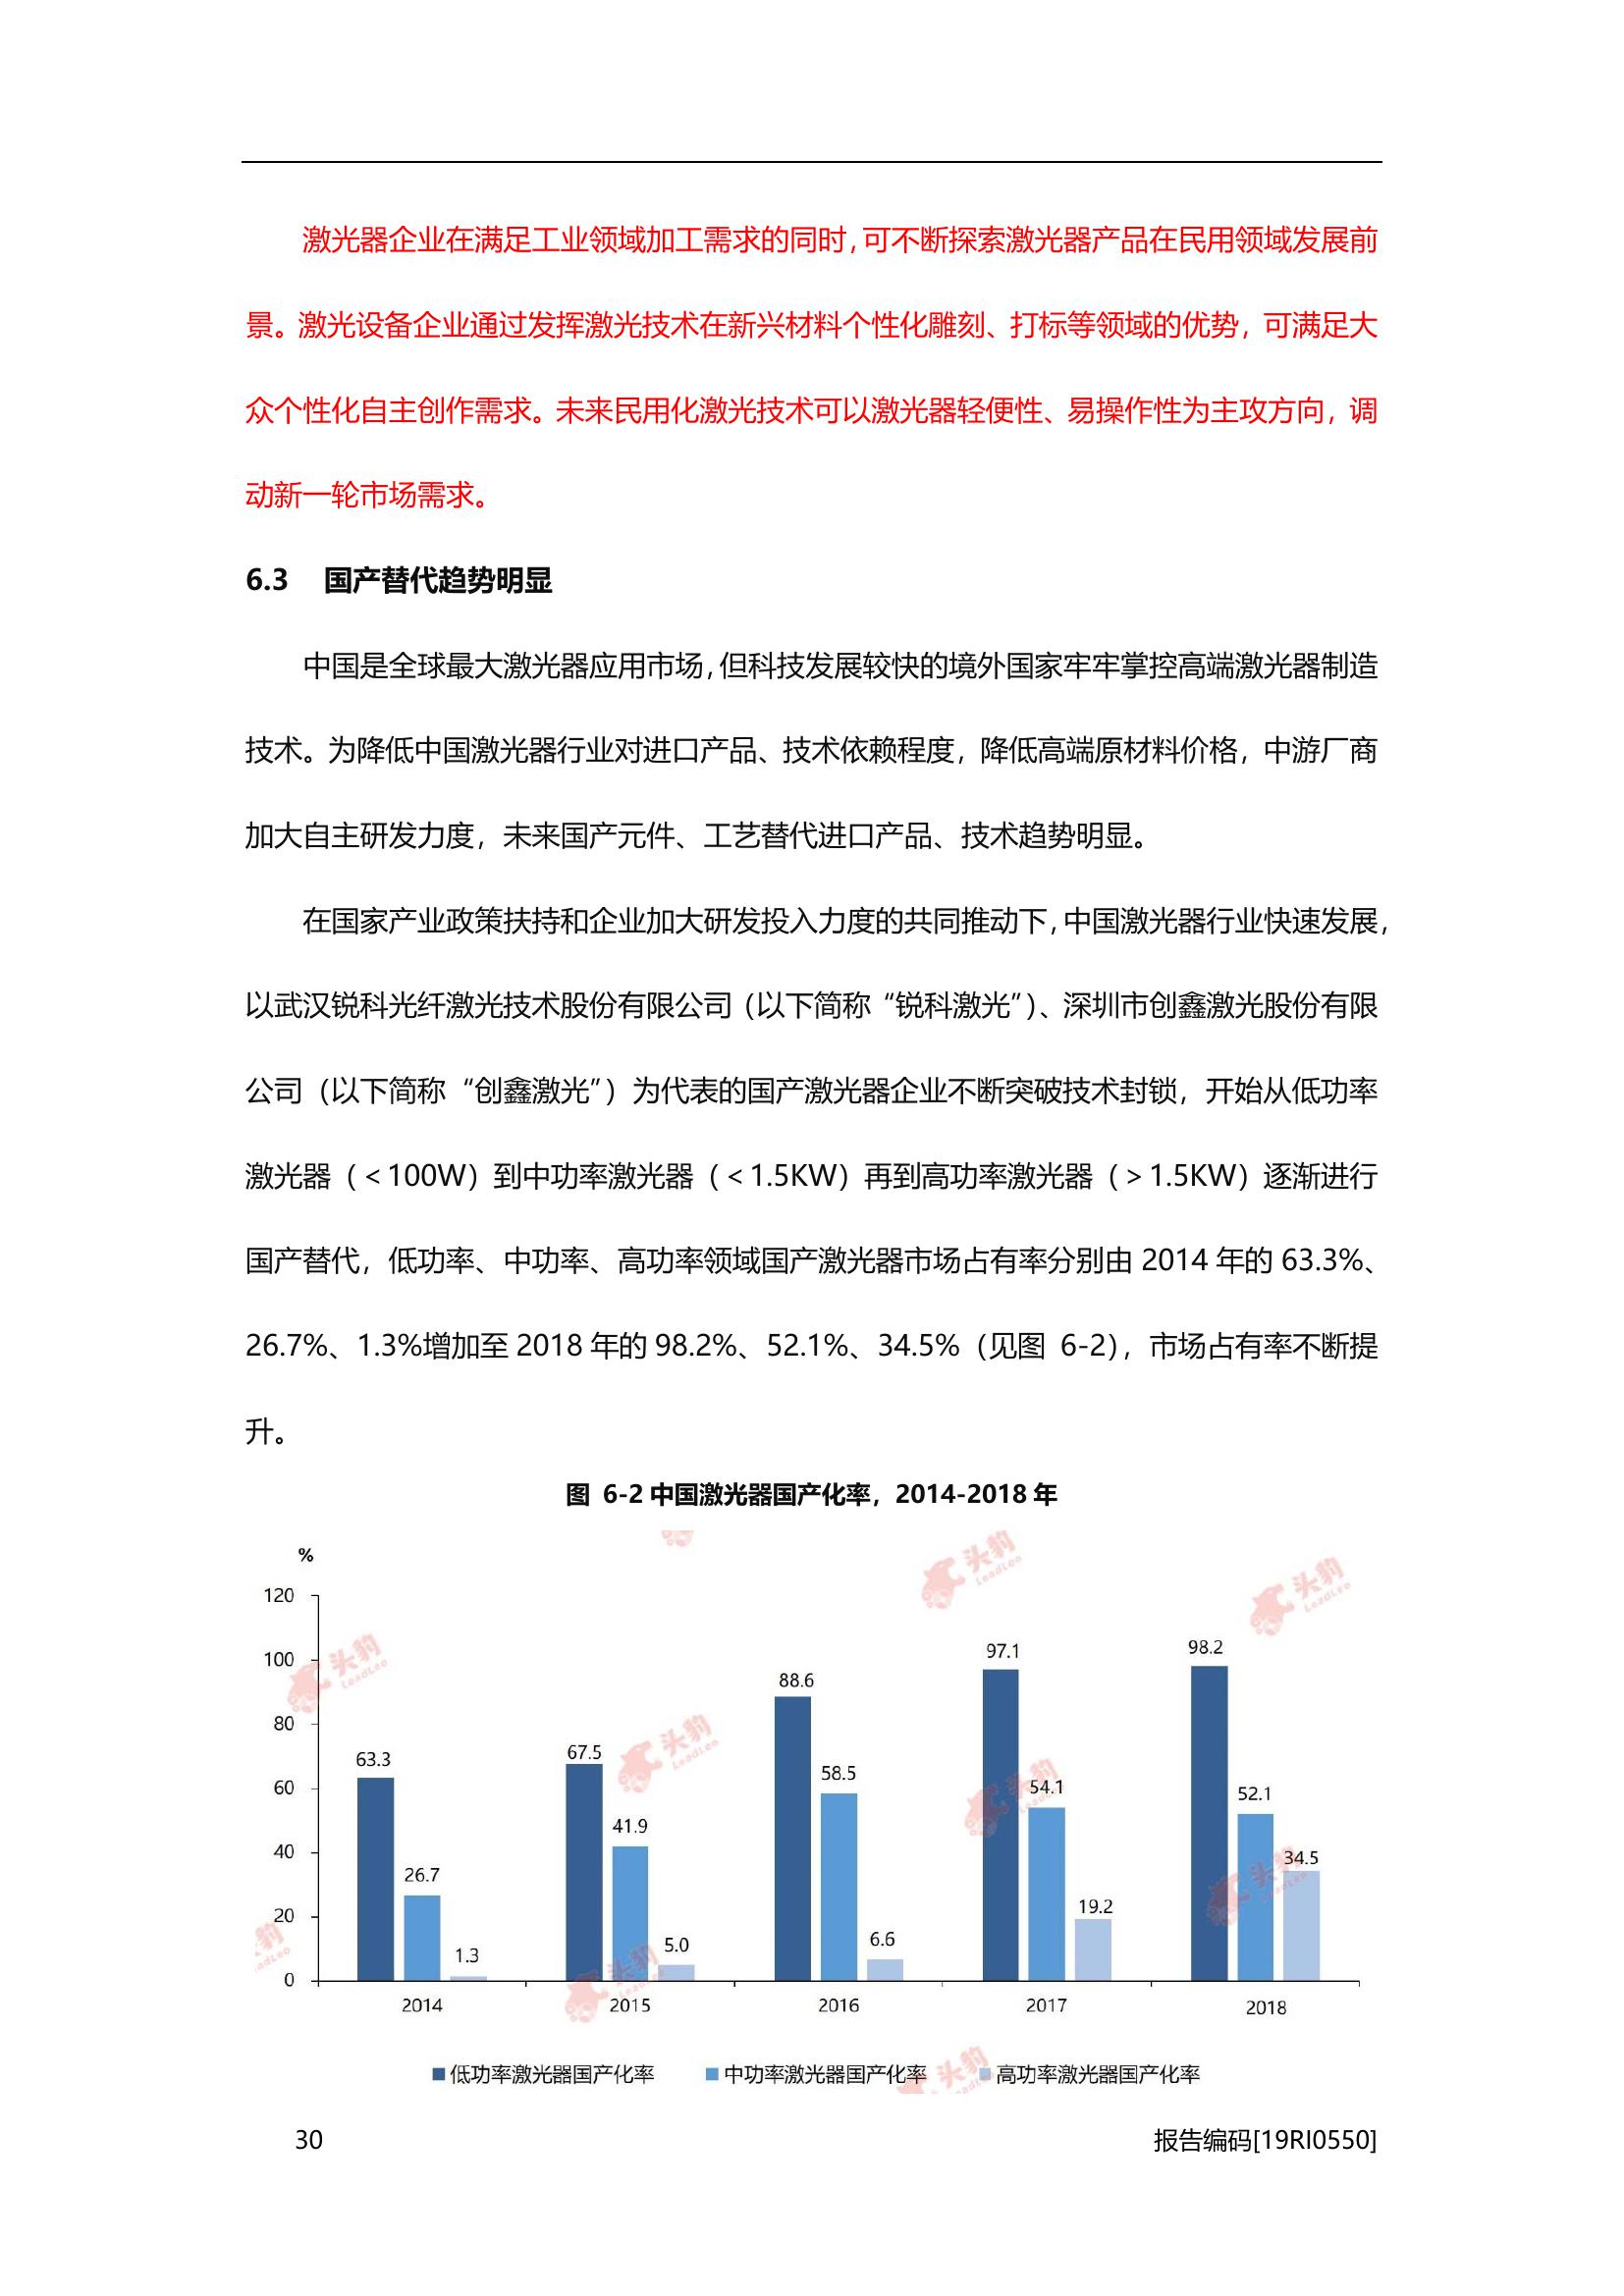 激光器企业在满足工业领域加工需求的同时，可不断探索激光器产品在民用领域发展前
景。激光设备企业通过发挥激光技术在新兴材料个性化雕刻、打标等领域的优势，可满足大
众个性化自主创作需求。未来民用化激光技术可以激光器轻便性、易操作性为主攻方向，调
动新一轮市场需求。
6.3 国产替代趋势明显
中国是全球最大激光器应用市场，但科技发展较快的境外国家牢牢掌控高端激光器制造
技术。为降低中国激光器行业对进口产品、技术依赖程度，降低高端原材料价格，中游厂商
加大自主研发力度，未来国产元件、工艺替代进口产品、技术趋势明显。
在国家产业政策扶持和企业加大研发投入力度的共同推动下，中国激光器行业快速发展，
以武汉锐科光纤激光技术股份有限公司（以下简称“锐科激光”）、深圳市创鑫激光股份有限
公司（以下简称“创鑫激光”）为代表的国产激光器企业不断突破技术封锁，开始从低功率
激光器（＜100W）到中功率激光器（＜1.5KW）再到高功率激光器（＞1.5KW）逐渐进行
国产替代，低功率、中功率、高功率领域国产激光器市场占有率分别由 2014 年的 63.3%、
26.7%、1.3%增加至 2018 年的 98.2%、52.1%、34.5%（见图 6-2），市场占有率不断提
升。
图 6-2 中国激光器国产化率，2014-2018 年
%
120
100
80
60
40
20
0
63.3
26.7
1.3
67.5
41.9
5.0
88.6
58.5
6.6
97.1
54.1
19.2
98.2
52.1
34.5
2014
2015
2016
2017
2018
低功率激光器国产化率
中功率激光器国产化率
高功率激光器国产化率
头豹
LeadLeo
头豹
LeadLeo
头豹
LeadLeo
头豹
LeadLeo
30
报告编码[19RI0550]